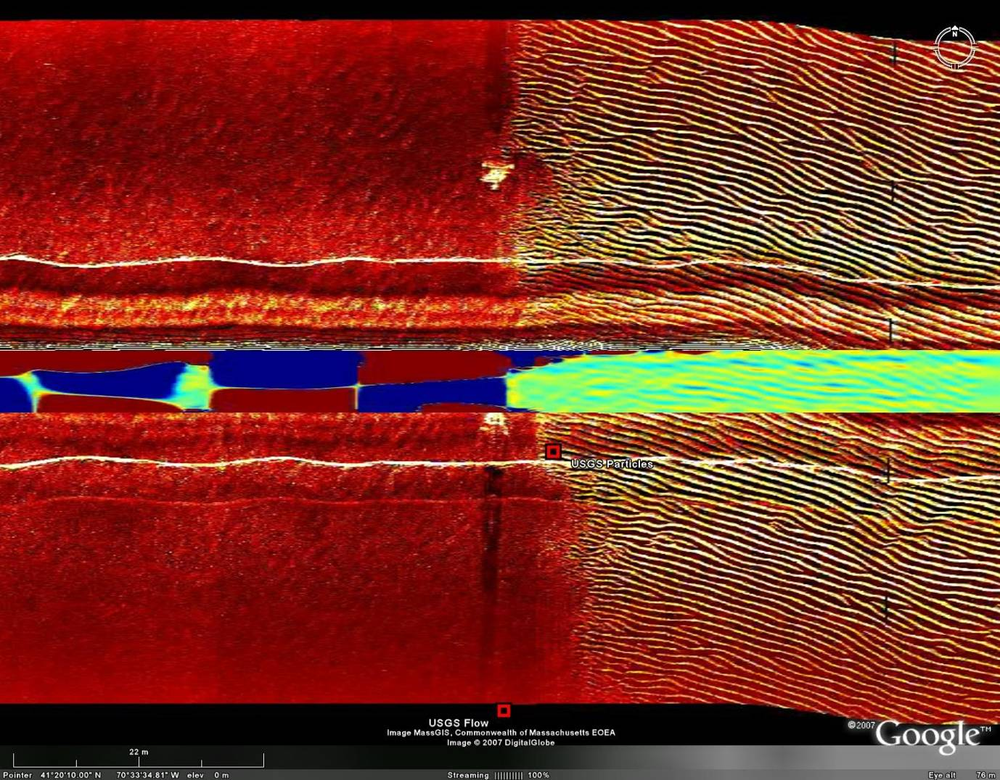 N
USGS Particles
USGS Flow
Image MassGIS, Commonwealth of Massachusetts EOEA
Image © 2007 DigitalGlobe
©2007 Google™
22 m
Pointer 41°20'10.00" N 70°33'34.81" W elev 0 m
Streaming |||||||||| 100%
Eye alt 76 m